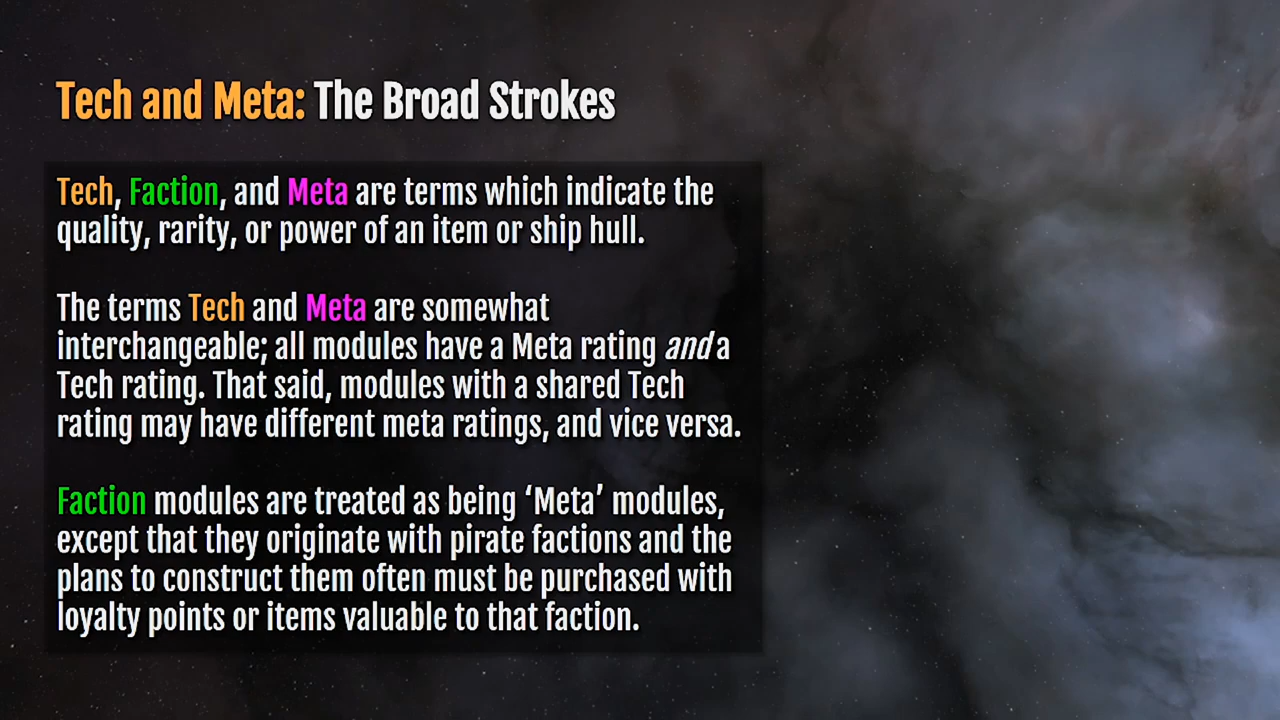 Tech and Meta: The Broad Strokes
Tech, Faction, and Meta are terms which indicate the
quality, rarity, or power of an item or ship hull.
The terms Tech and Meta are somewhat
interchangeable; all modules have a Meta rating and a
Tech rating. That said, modules with a shared Tech
rating may have different meta ratings, and vice versa.
Faction modules are treated as being ‘Meta’ modules,
except that they originate with pirate factions and the
plans to construct them often must be purchased with
loyalty points or items valuable to that faction.